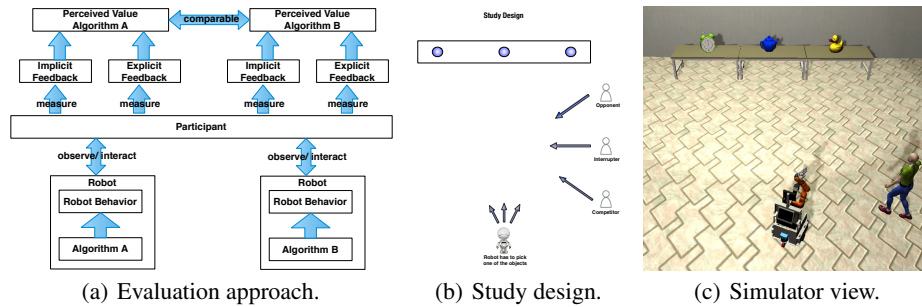 Perceived Value
Algorithm A
comparable
Perceived Value
Algorithm B
Implicit
Feedback
Explicit
Feedback
Implicit
Feedback
Explicit
Feedback
measure
measure
measure
measure
Participant
observe/ interact
observe/ interact
Robot
Robot Behavior
Algorithm A
Robot
Robot Behavior
Algorithm B
(a) Evaluation approach.
Study Design
Opponent
Interrupter
Competitor
Robot has to pick
one of the objects
(b) Study design.
(c) Simulator view.